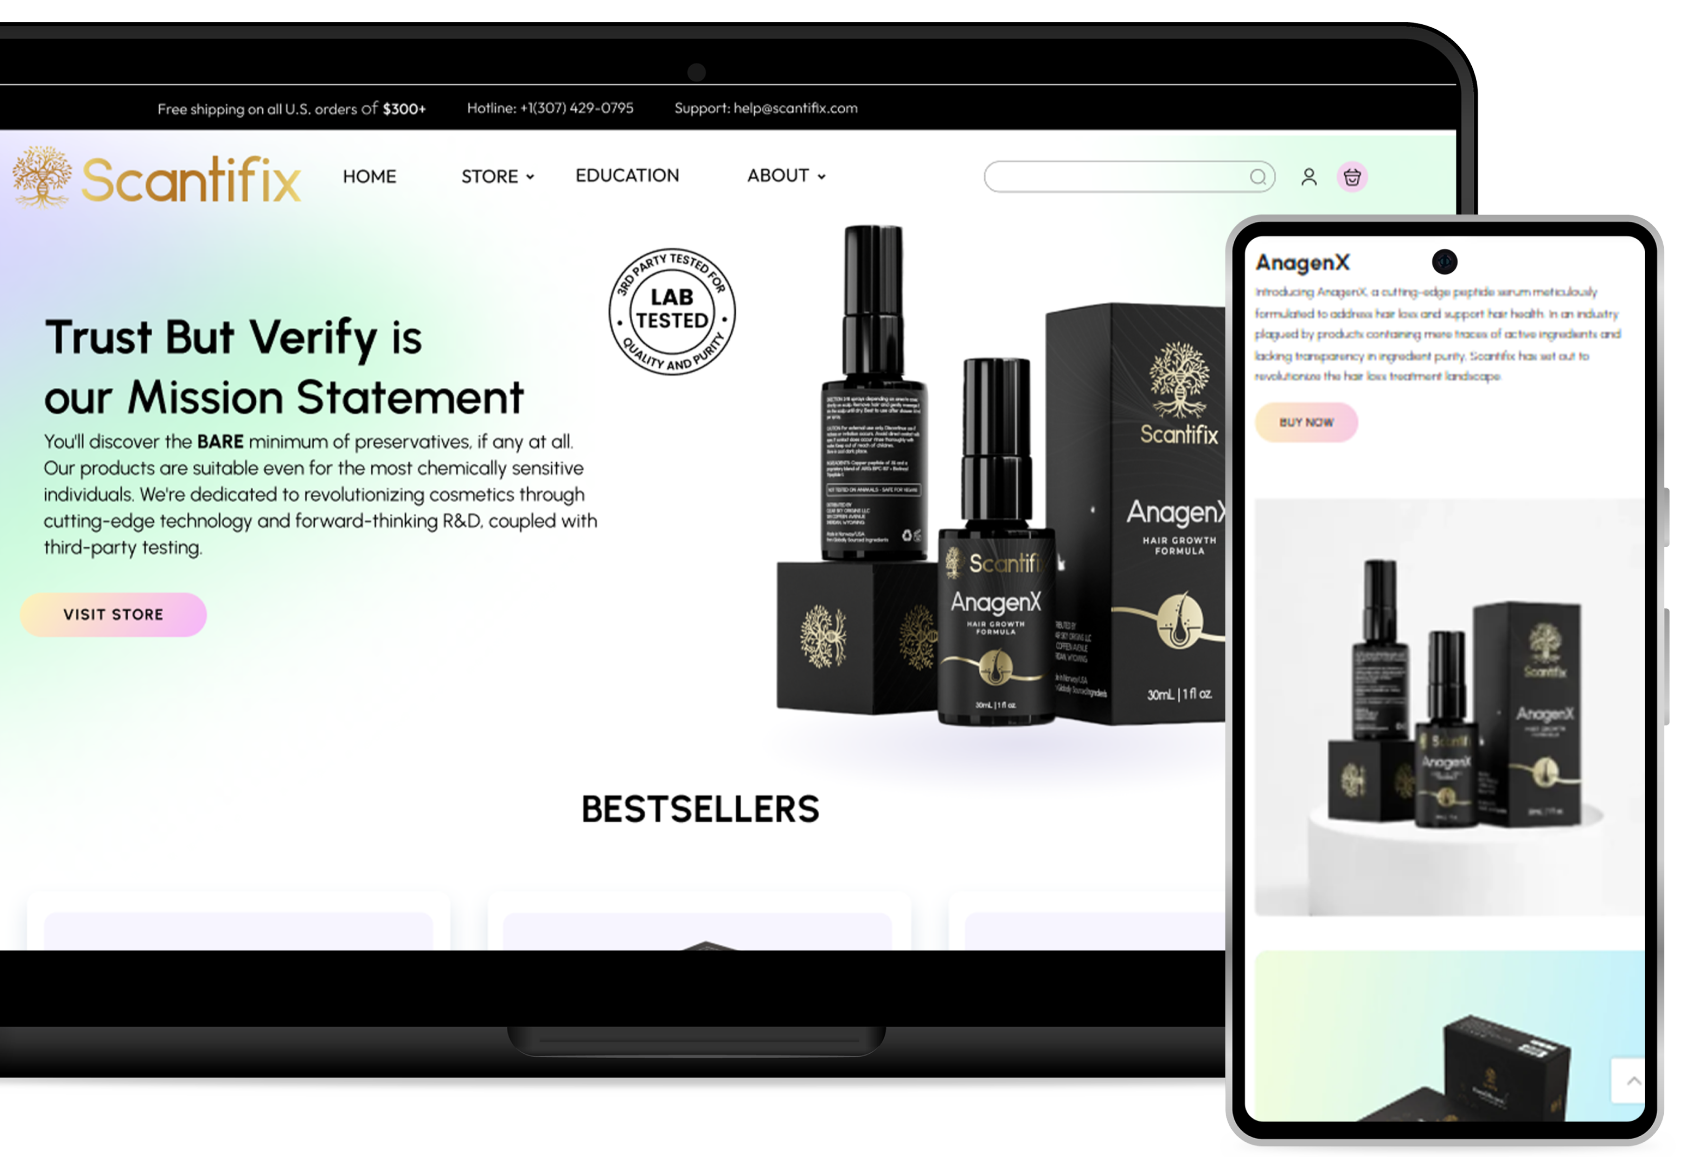 Free shipping on all U.S. orders of $300+
Hotline: +1(307) 429-0795
Support: help@scantifix.com
Scantifix
HOME
STORE
EDUCATION
ABOUT
Trust But Verify is
our Mission Statement
You'll discover the BARE minimum of preservatives, if any at all.
Our products are suitable even for the most chemically sensitive
individuals. We're dedicated to revolutionizing cosmetics through
cutting-edge technology and forward-thinking R&D, coupled with
third-party testing.
VISIT STORE
3RD PARTY TESTED FOR
LAB
TESTED
QUALITY AND PURITY
Scantifi
AnagenX
HAIR GROWTH
FORMULA
30mL | 1 fl oz.
Scantifix
AnagenX
HAIR GROWTH
FORMULA
30mL | 1 fl oz.
BESTSELLERS
AnagenX
Introducing AnagenX, a cutting-edge peptide serum meticulously
formulated to address hair loss and support hair health. In an industry
plagued by products containing mere traces of active ingredients and
lacking transparency in ingredient purity. Scantifix has set out to
revolutionize the hair loss treatment landscape.
BUY NOW
Scantifix
AnagenX
Scantifi
AnagenX